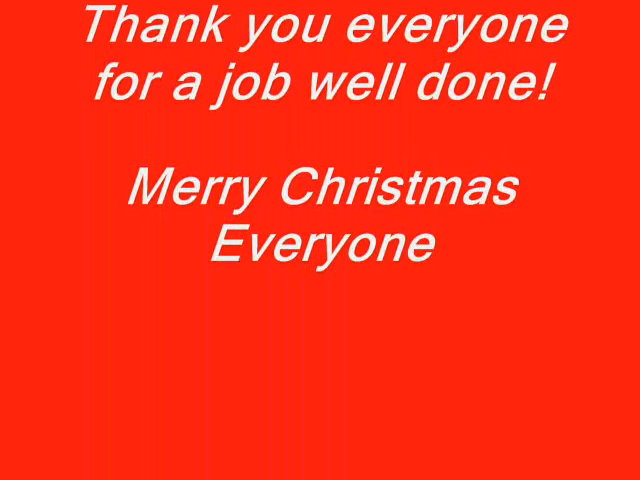 Thank you everyone
for a job well done!
Merry Christmas
Everyone